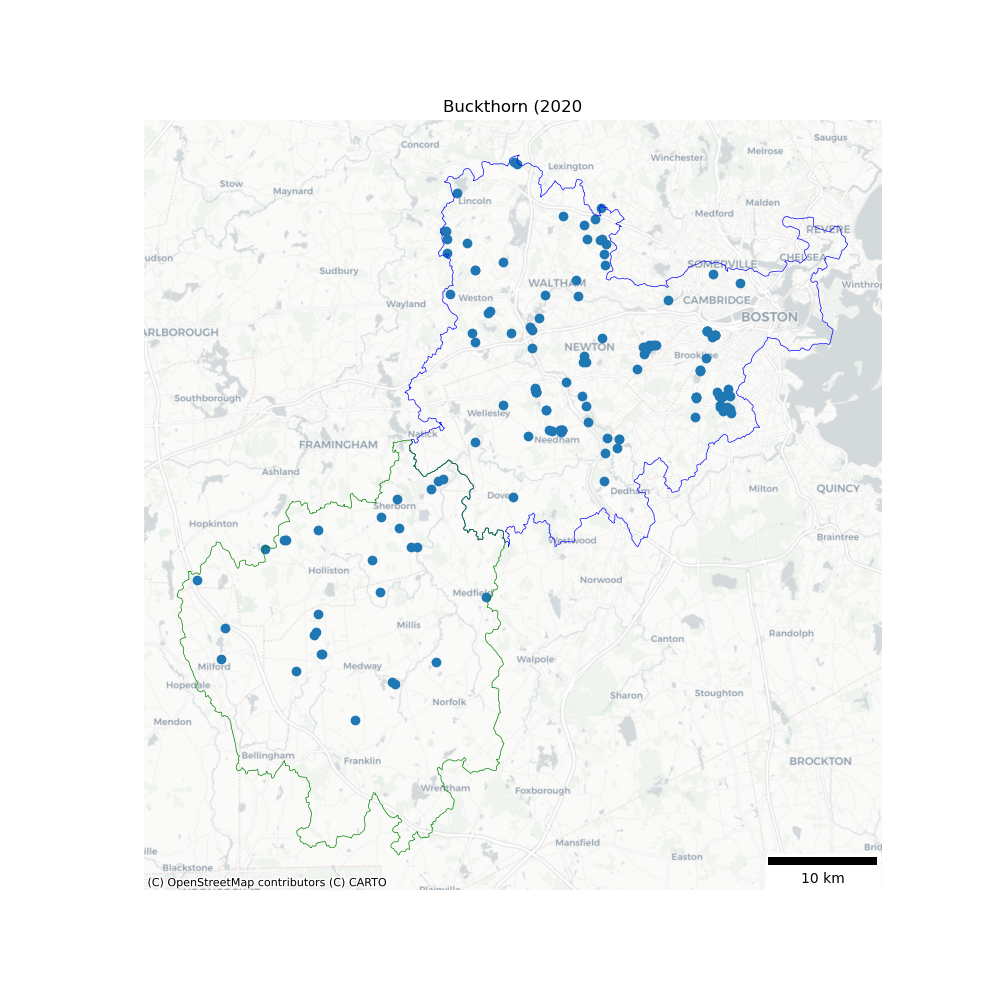 Buckthorn (2020
Saugus
Concord
Winchester
Melrose
Lexington
Stow
Maynard
Lincoln
Malden
Medford
REVERE
udson
Sudbury
SOMERVILLE
CHELSEA
WALTHAM
Winthrop
Wayland
Weston
CAMBRIDGE
BOSTON
ARLBOROUGH
NEWTON
Brookline
Southborough
Wellesley
Natick
Needham
FRAMINGHAM
Ashland
Dove
Dedham
Milton
QUINCY
Sherborn
Hopkinton
Westwood
Braintree
Holliston
Norwood
Medfield
Millis
Randolph
Canton
Milford
Medway
Walpole
Hopedale
Norfolk
Sharon
Stoughton
Mendon
Bellingham
Franklin
BROCKTON
Wrentham
Foxborough
Mansfield
ille
Brid
Easton
Blackstone
10 km
(C) OpenStreetMap contributors (C) CARTO
Plainville